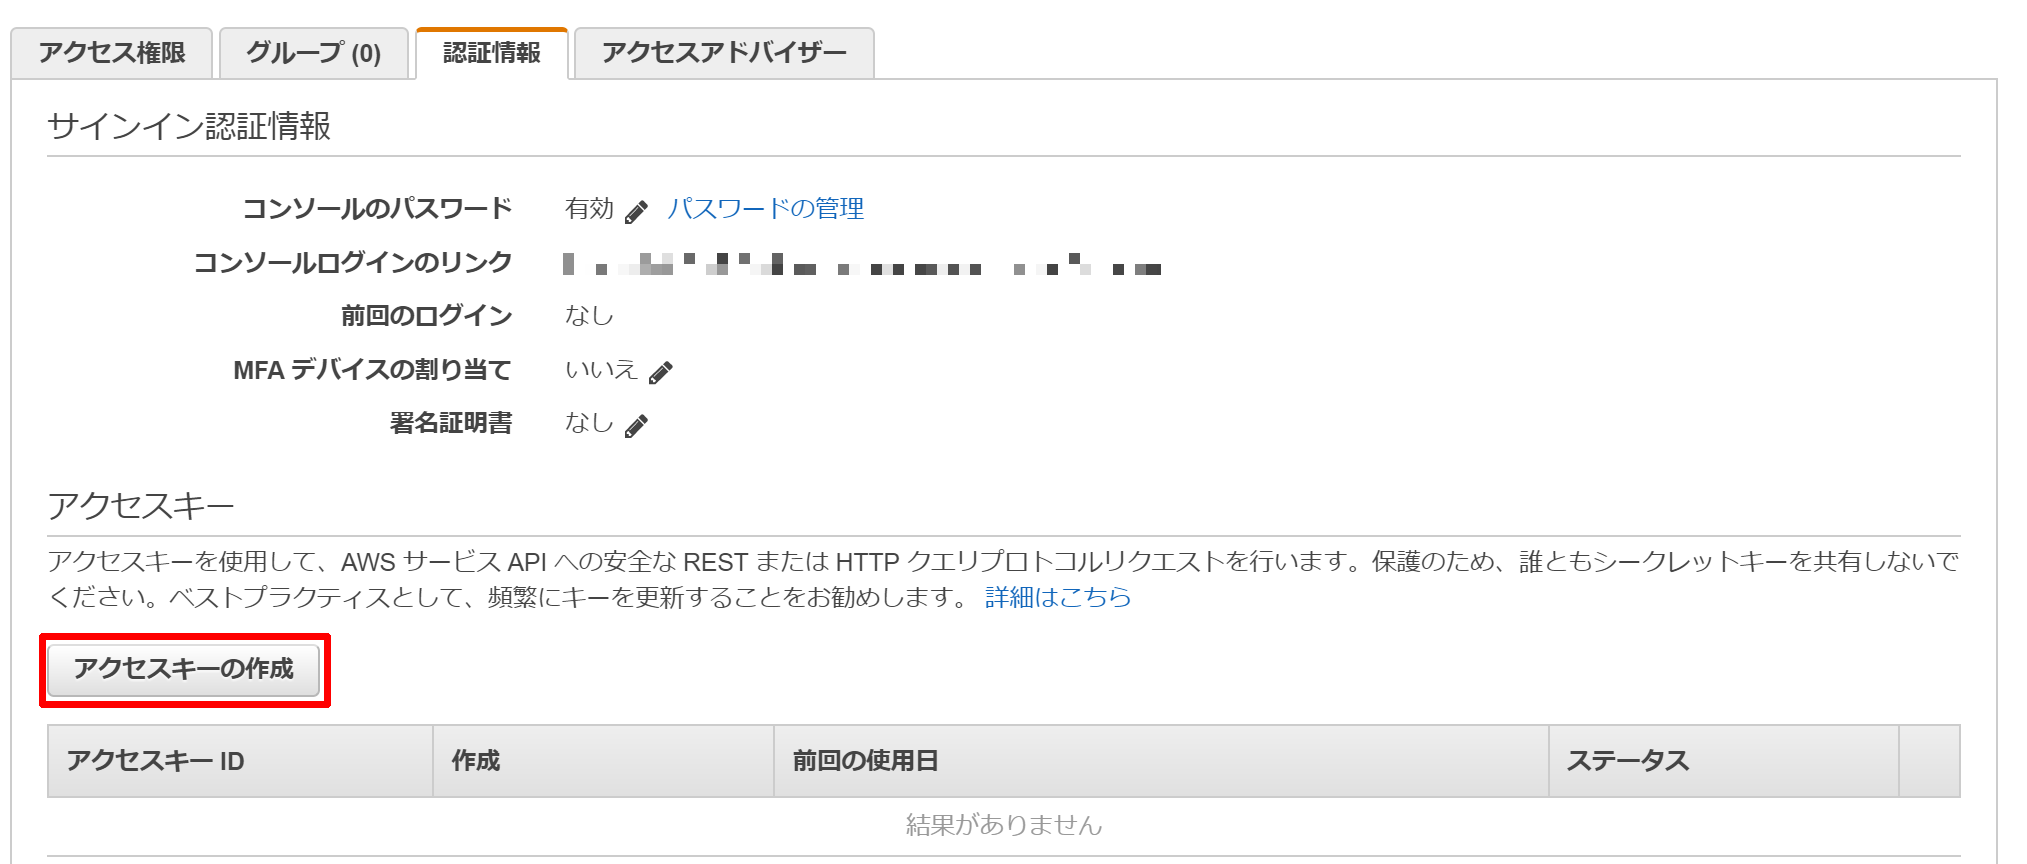 アクセス権限 グループ (0) 認証情報 アクセスアドバイザー
サインイン認証情報
コンソールのパスワード 有効 パスワードの管理
コンソールログインのリンク
前回のログイン なし
MFA デバイスの割り当て いいえ
署名証明書 なし
アクセスキー
アクセスキーを使用して、AWS サービス API への安全な REST または HTTP クエリプロトコルリクエストを行います。保護のため、誰ともシークレットキーを共有しないで
ください。ベストプラクティスとして、頻繁にキーを更新することをお勧めします。 詳細はこちら
アクセスキーの作成
アクセスキー ID 作成 前回の使用日 ステータス
結果がありません